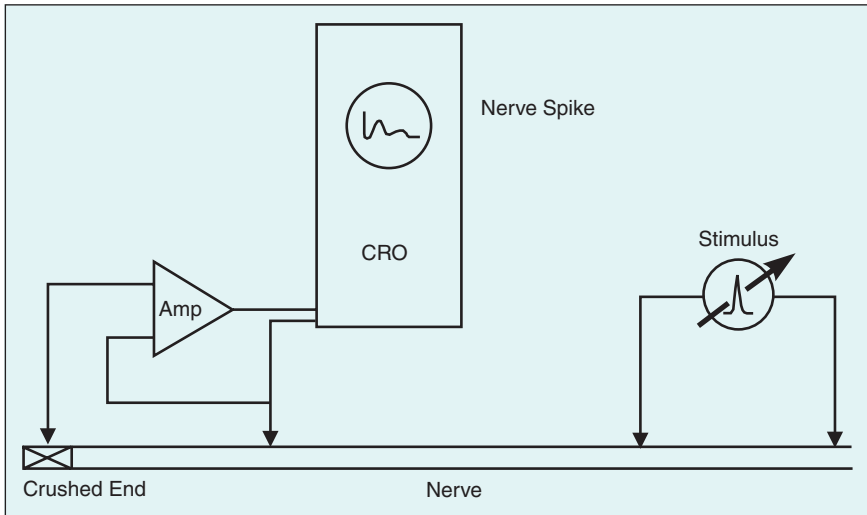 Nerve Spike
CRO
Stimulus
Amp
Crushed End
Nerve